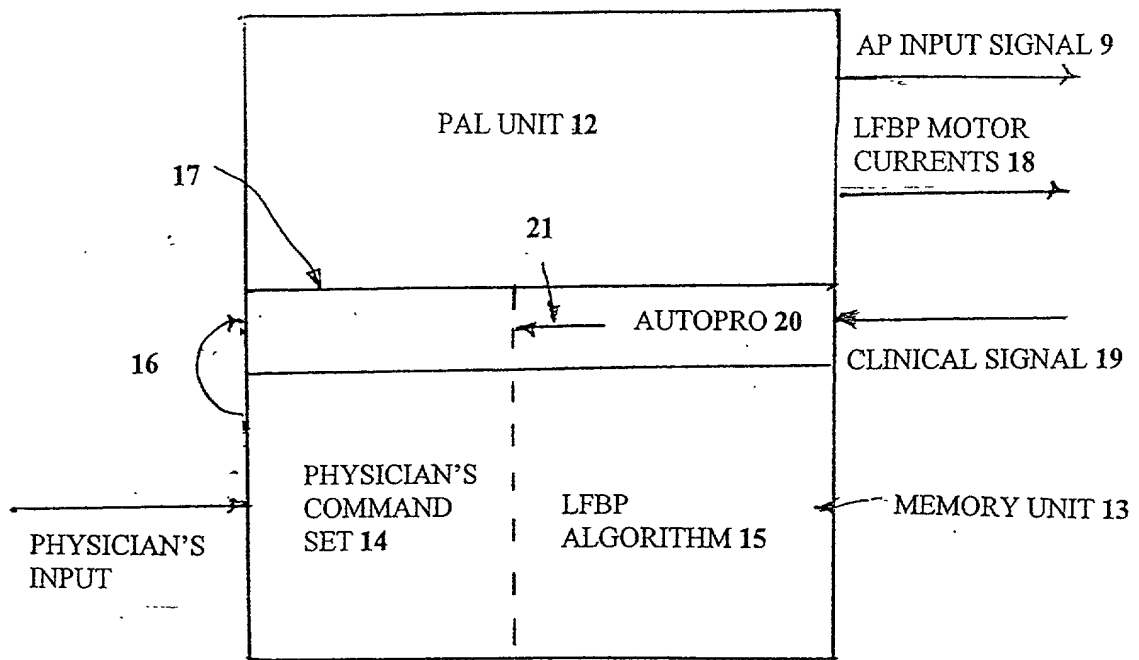 AP INPUT SIGNAL 9
PAL UNIT 12
LFBP MOTOR
CURRENTS 18
17
21
AUTOPRO 20
16
CLINICAL SIGNAL 19
PHYSICIAN'S
COMMAND
SET 14
LFBP
ALGORITHM 15
MEMORY UNIT 13
PHYSICIAN'S
INPUT